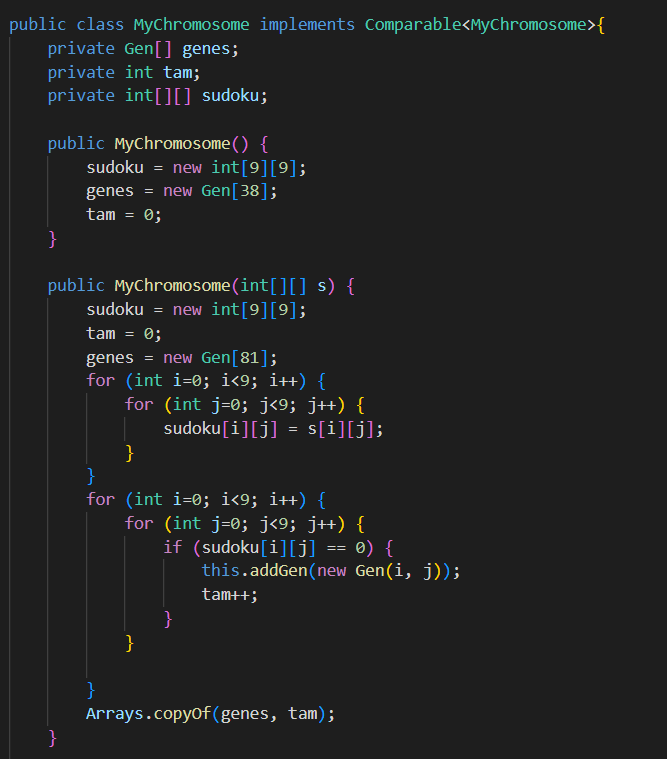 public class MyChromosome implements Comparable<MyChromosome>{
    private Gen[] genes;
    private int tam;
    private int[][] sudoku;

    public MyChromosome() {
        sudoku = new int[9][9];
        genes = new Gen[38];
        tam = 0;
    }

    public MyChromosome(int[][] s) {
        sudoku = new int[9][9];
        tam = 0;
        genes = new Gen[81];
        for (int i=0; i<9; i++) {
            for (int j=0; j<9; j++) {
                sudoku[i][j] = s[i][j];
            }
        }
        for (int i=0; i<9; i++) {
            for (int j=0; j<9; j++) {
                if (sudoku[i][j] == 0) {
                    this.addGen(new Gen(i, j));
                    tam++;
                }
            }

        }
        Arrays.copyOf(genes, tam);
    }